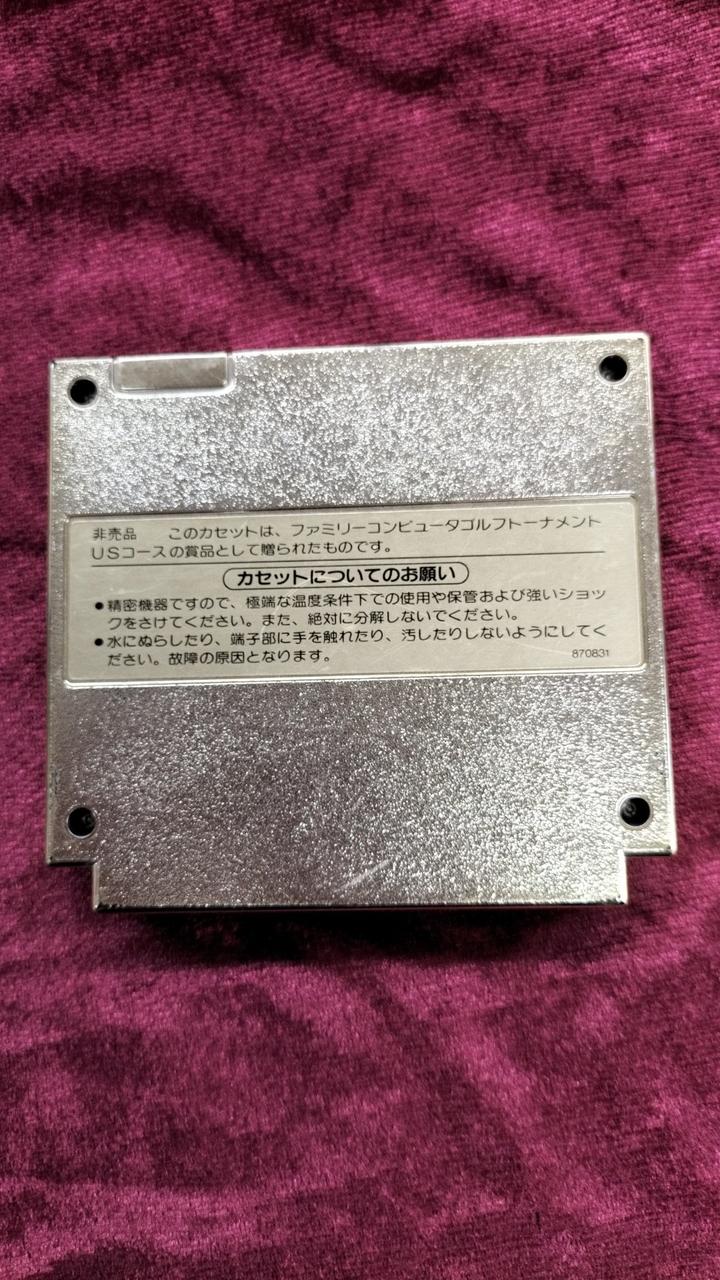 非売品　このカセットは、ファミリーコンピュータゴルフトーナメント
USコースの賞品として贈られたものです。
カセットについてのお願い
●精密機器ですので、極端な温度条件下での使用や保管および強いショッ
クをさけてください。また、絶対に分解しないでください。
●水にぬらしたり、端子部に手を触れたり、汚したりしないようにしてく
ださい。故障の原因となります。
870831